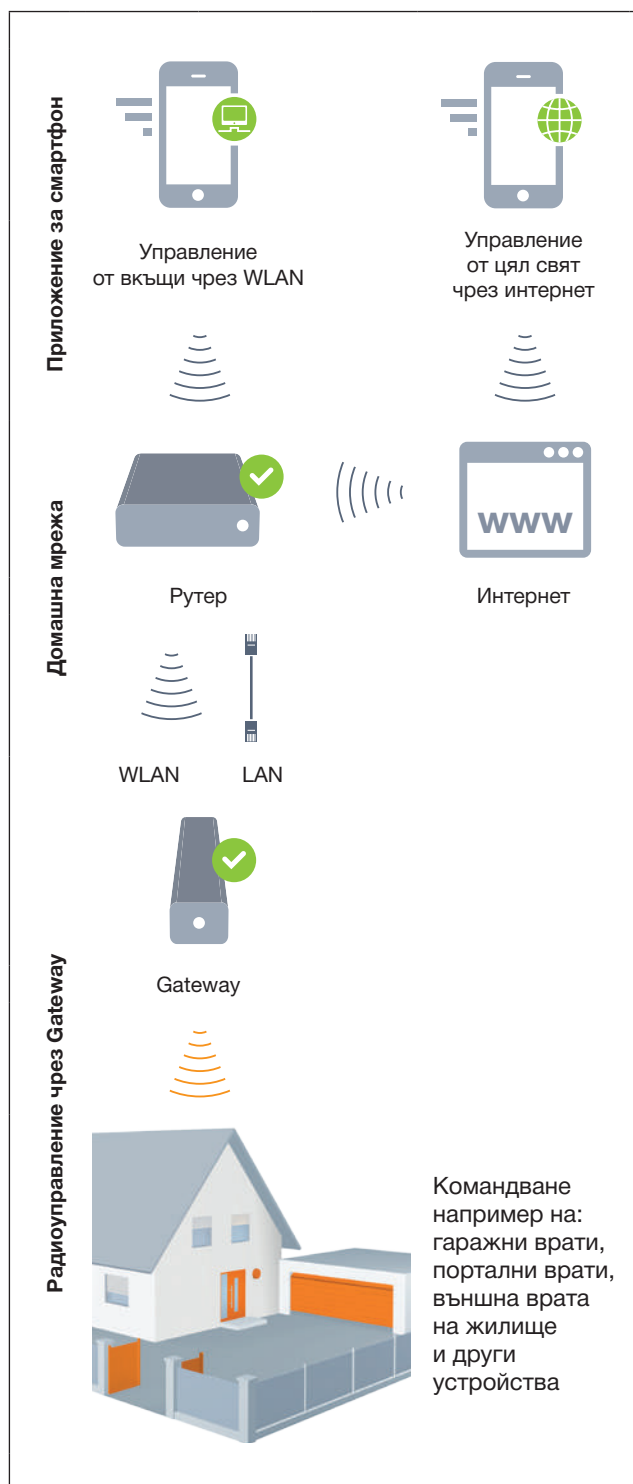 Приложение за смартфон
Управление
от вкъщи чрез WLAN
Управление
от цял свят
чрез интернет
Домашна мрежа
www
Рутер
Интернет
WLAN
LAN
Радиоуправление чрез Gateway
Gateway
Командване
например на:
гаражни врати,
портални врати,
външна врата
на жилище
и други
устройства